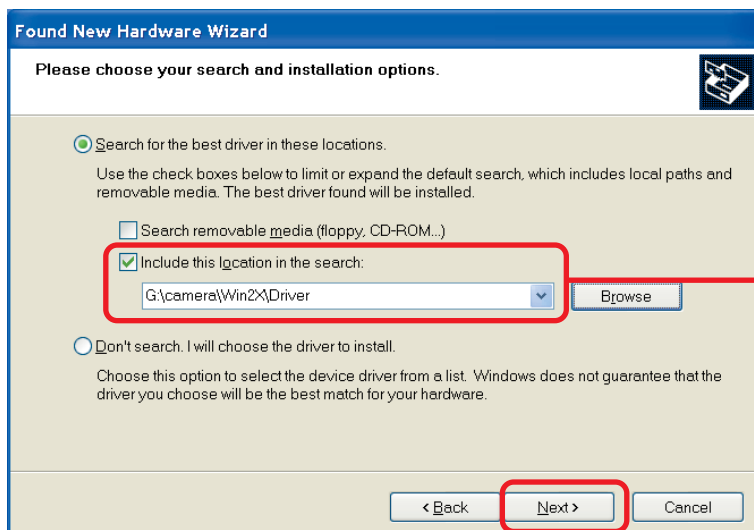 Found New Hardware Wizard
Please choose your search and installation options.
Search for the best driver in these locations.
Use the check boxes below to limit or expand the default search, which includes local paths and
removable media. The best driver found will be installed.
Search removable media (floppy, CD-ROM...)
Include this location in the search:
G:\camera\Win2X\Driver
Browse
Don't search. I will choose the driver to install.
Choose this option to select the device driver from a list. Windows does not guarantee that the
driver you choose will be the best match for your hardware.
< Back
Next >
Cancel